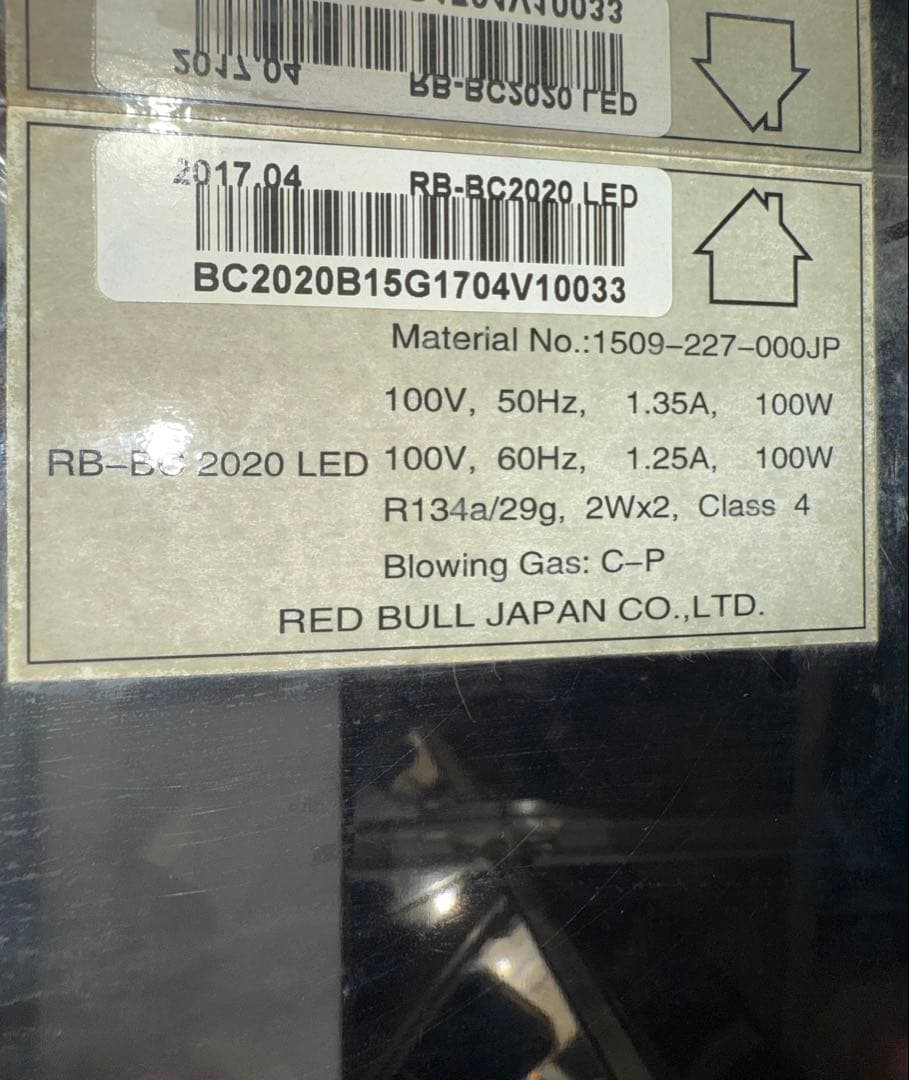 2017.04 RB-BC2020 LED
BC2020B15G1704V10033
Material No.:1509-227-000JP
100V, 50Hz, 1.35A, 100W
RB-BC 2020 LED 100V, 60Hz, 1.25A, 100W
R134a/29g, 2Wx2, Class 4
Blowing Gas: C-P
RED BULL JAPAN CO.,LTD.